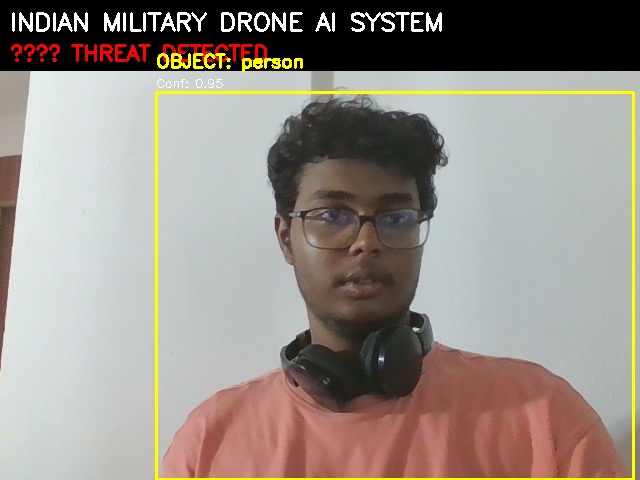 INDIAN MILITARY DRONE AI SYSTEM
???? THREAT DETECTED
OBJECT: person
Conf: 0.95